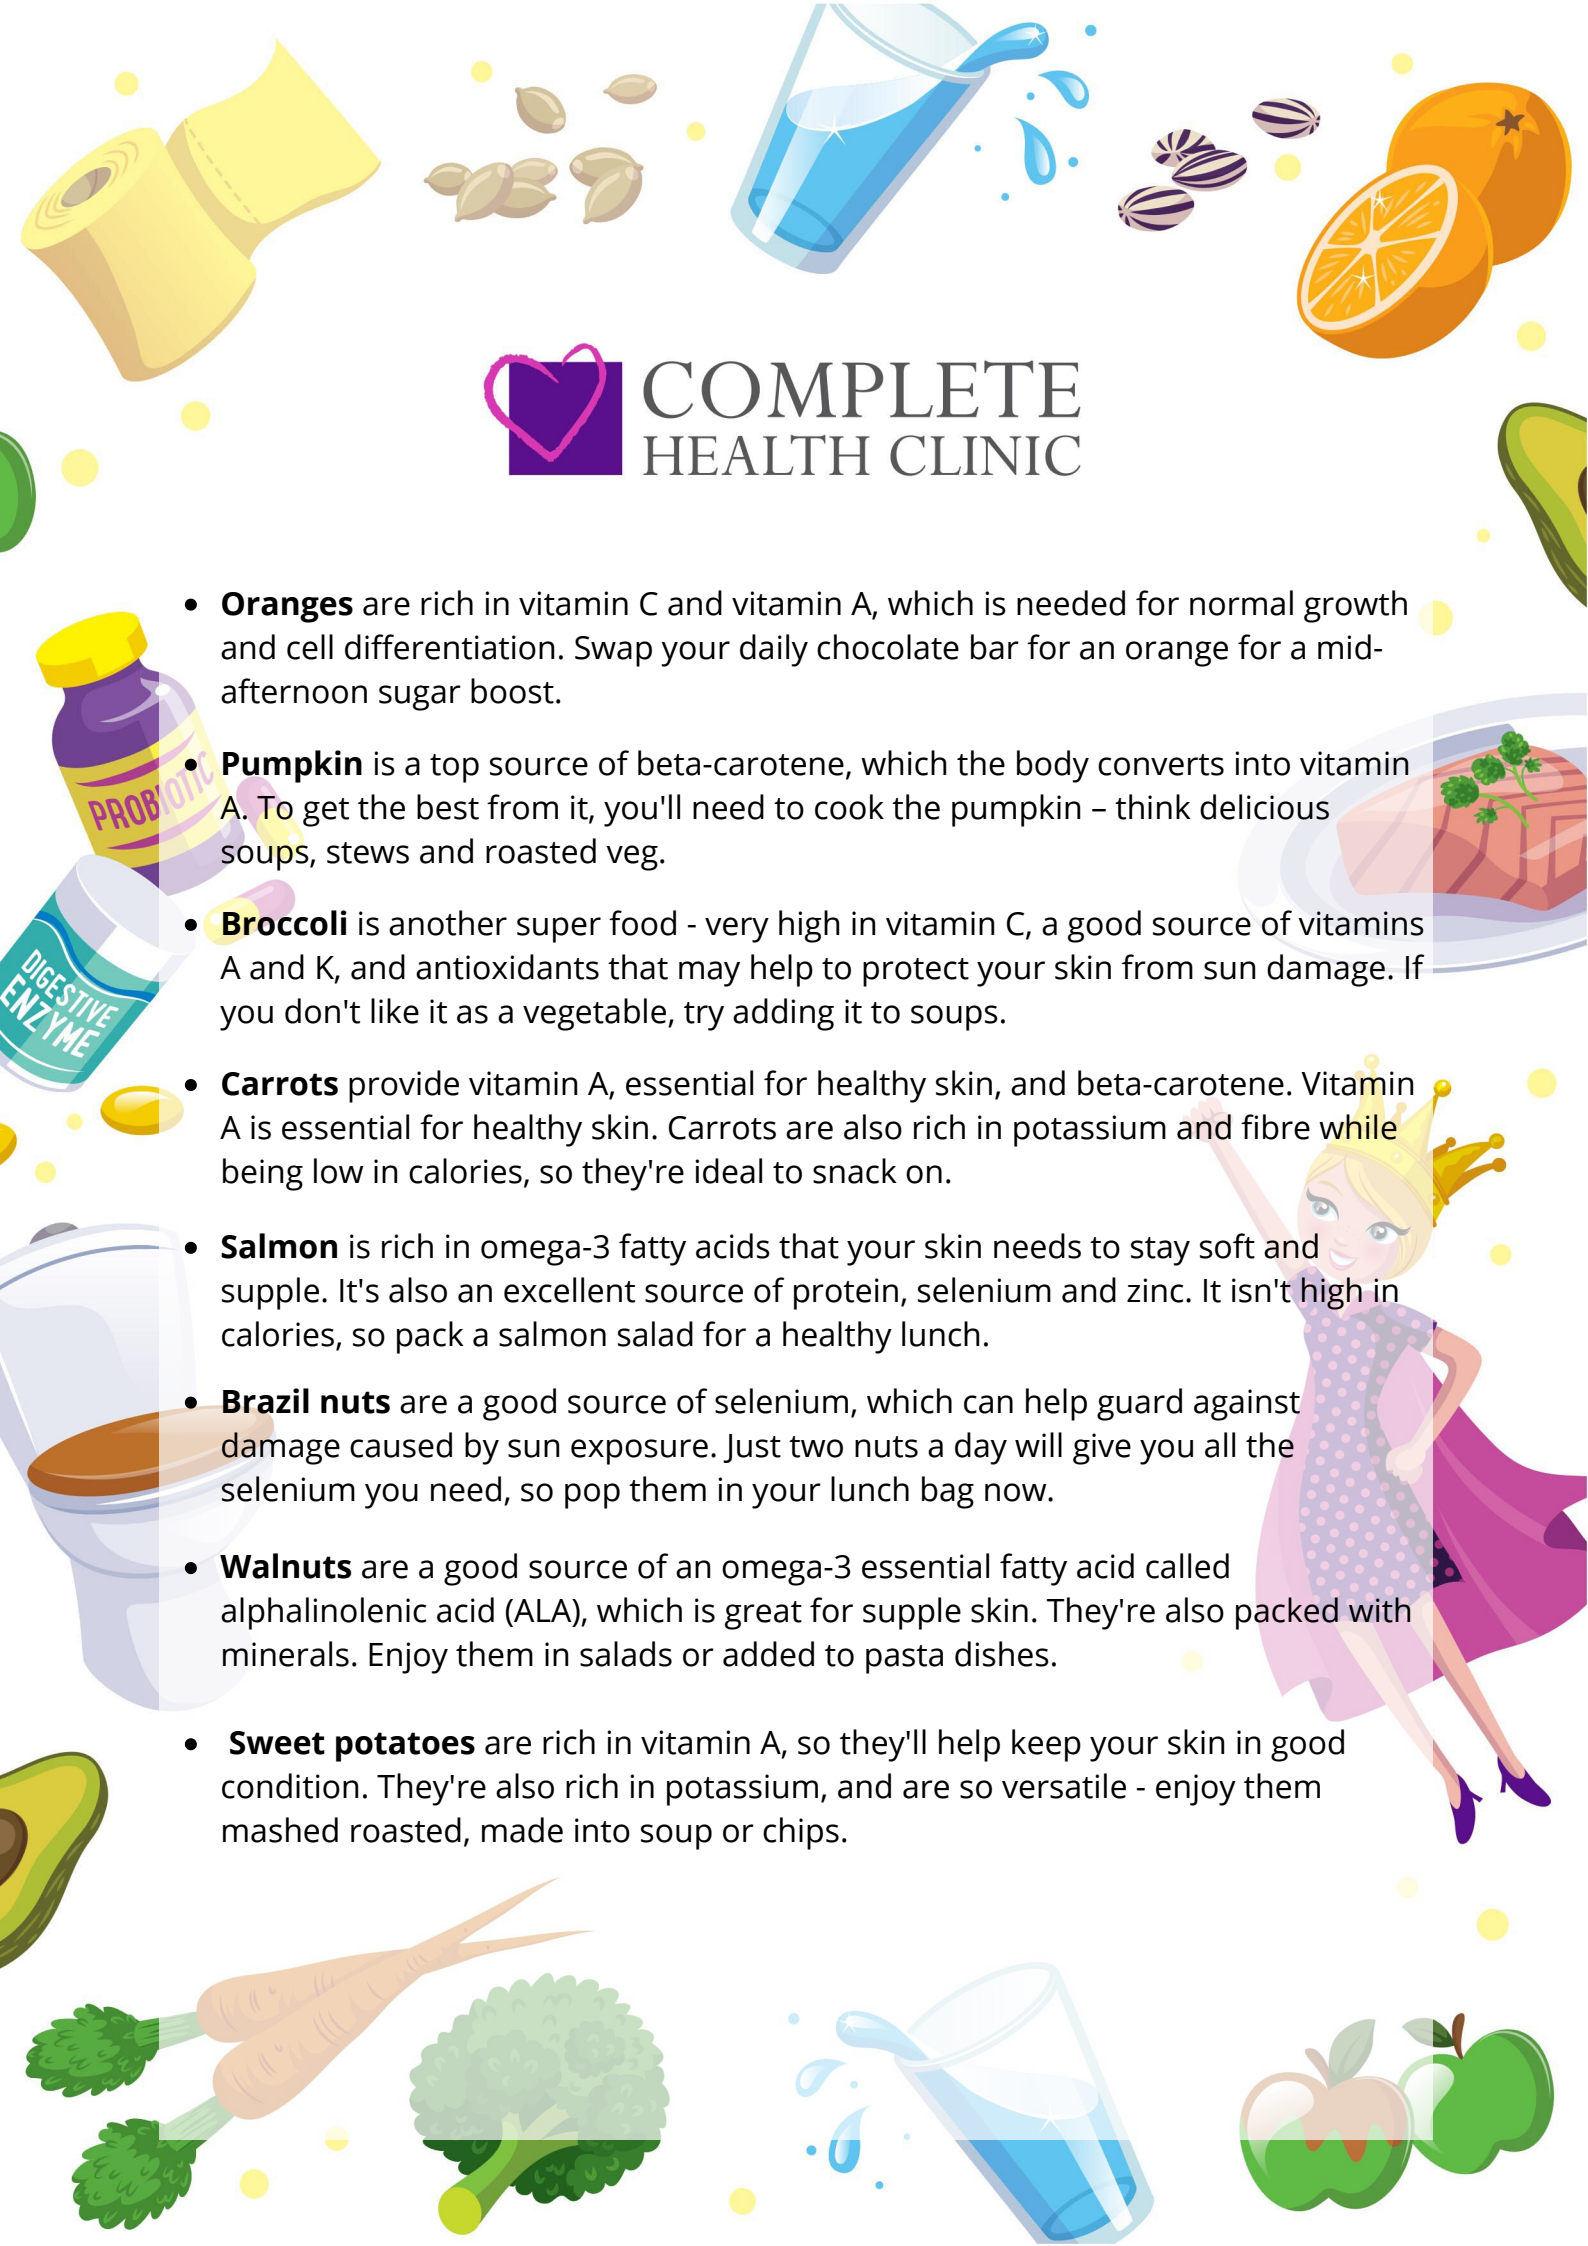 COMPLETE
HEALTH CLINIC
• Oranges are rich in vitamin C and vitamin A, which is needed for normal growth
and cell differentiation. Swap your daily chocolate bar for an orange for a mid-
afternoon sugar boost.
• Pumpkin is a top source of beta-carotene, which the body converts into vitamin
A. To get the best from it, you'll need to cook the pumpkin – think delicious
soups, stews and roasted veg.
PROBIOTIC
• Broccoli is another super food - very high in vitamin C, a good source of vitamins
A and K, and antioxidants that may help to protect your skin from sun damage. If
you don't like it as a vegetable, try adding it to soups.
DIGESTIVE
ENZYME
• Carrots provide vitamin A, essential for healthy skin, and beta-carotene. Vitamin
A is essential for healthy skin. Carrots are also rich in potassium and fibre while
being low in calories, so they're ideal to snack on.
• Salmon is rich in omega-3 fatty acids that your skin needs to stay soft and
supple. It's also an excellent source of protein, selenium and zinc. It isn't high in
calories, so pack a salmon salad for a healthy lunch.
• Brazil nuts are a good source of selenium, which can help guard against
damage caused by sun exposure. Just two nuts a day will give you all the
selenium you need, so pop them in your lunch bag now.
• Walnuts are a good source of an omega-3 essential fatty acid called
alphalinolenic acid (ALA), which is great for supple skin. They're also packed with
minerals. Enjoy them in salads or added to pasta dishes.
• Sweet potatoes are rich in vitamin A, so they'll help keep your skin in good
condition. They're also rich in potassium, and are so versatile - enjoy them
mashed roasted, made into soup or chips.